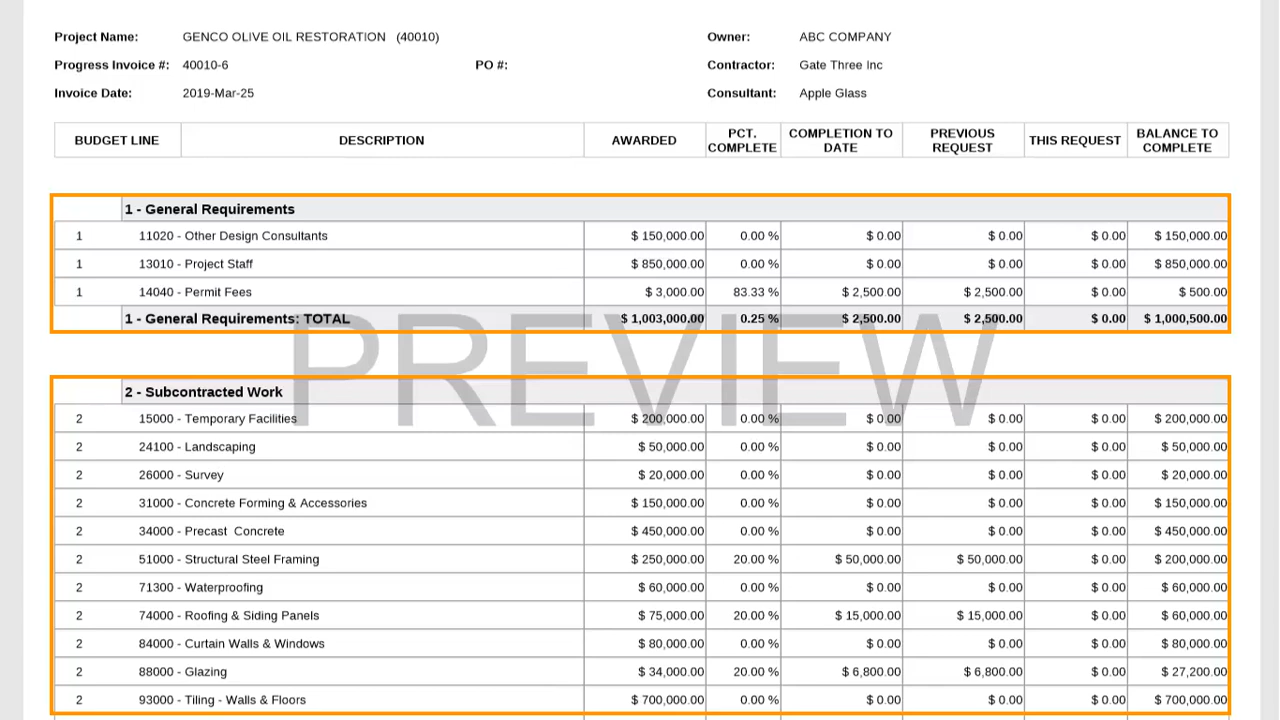 Project Name: GENCO OLIVE OIL RESTORATION (40010) Owner: ABC COMPANY
Progress Invoice #: 40010-6 PO #: Contractor: Gate Three Inc
Invoice Date: 2019-Mar-25 Consultant: Apple Glass
BUDGET LINE DESCRIPTION AWARDED PCT. COMPLETE COMPLETION TO DATE PREVIOUS REQUEST THIS REQUEST BALANCE TO COMPLETE
1 - General Requirements
1 11020 - Other Design Consultants $ 150,000.00 0.00 % $ 0.00 $ 0.00 $ 0.00 $ 150,000.00
1 13010 - Project Staff $ 850,000.00 0.00 % $ 0.00 $ 0.00 $ 0.00 $ 850,000.00
1 14040 - Permit Fees $ 3,000.00 83.33 % $ 2,500.00 $ 2,500.00 $ 0.00 $ 500.00
1 - General Requirements: TOTAL $ 1,003,000.00 0.25 % $ 2,500.00 $ 2,500.00 $ 0.00 $ 1,000,500.00
PREVIEW
2 - Subcontracted Work
2 15000 - Temporary Facilities $ 200,000.00 0.00 % $ 0.00 $ 0.00 $ 0.00 $ 200,000.00
2 24100 - Landscaping $ 50,000.00 0.00 % $ 0.00 $ 0.00 $ 0.00 $ 50,000.00
2 26000 - Survey $ 20,000.00 0.00 % $ 0.00 $ 0.00 $ 0.00 $ 20,000.00
2 31000 - Concrete Forming & Accessories $ 150,000.00 0.00 % $ 0.00 $ 0.00 $ 0.00 $ 150,000.00
2 34000 - Precast Concrete $ 450,000.00 0.00 % $ 0.00 $ 0.00 $ 0.00 $ 450,000.00
2 51000 - Structural Steel Framing $ 250,000.00 20.00 % $ 50,000.00 $ 50,000.00 $ 0.00 $ 200,000.00
2 71300 - Waterproofing $ 60,000.00 0.00 % $ 0.00 $ 0.00 $ 0.00 $ 60,000.00
2 74000 - Roofing & Siding Panels $ 75,000.00 20.00 % $ 15,000.00 $ 15,000.00 $ 0.00 $ 60,000.00
2 84000 - Curtain Walls & Windows $ 80,000.00 0.00 % $ 0.00 $ 0.00 $ 0.00 $ 80,000.00
2 88000 - Glazing $ 34,000.00 20.00 % $ 6,800.00 $ 6,800.00 $ 0.00 $ 27,200.00
2 93000 - Tiling - Walls & Floors $ 700,000.00 0.00 % $ 0.00 $ 0.00 $ 0.00 $ 700,000.00